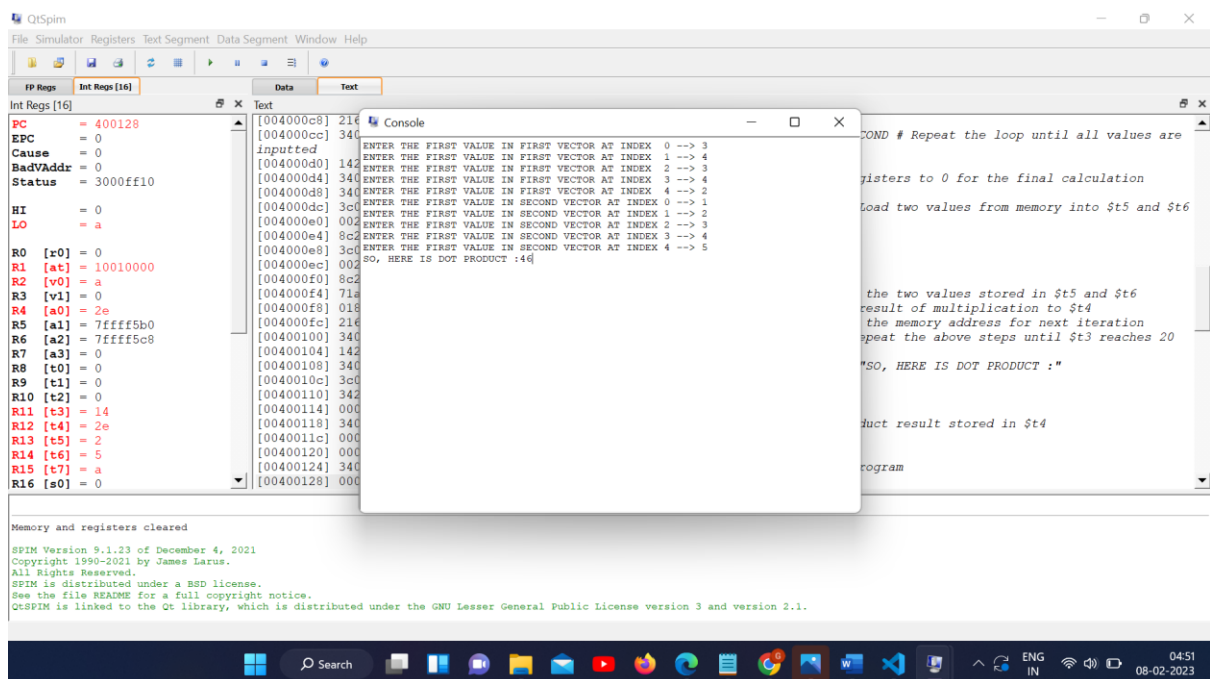 QtSpim
File Simulator Registers Text Segment Data Segment Window Help
FP Regs Int Regs [16] Data Text
Int Regs [16]
PC = 400128
EPC = 0
Cause = 0
BadVAddr = 0
Status = 3000ff10
HI = 0
LO = a
R0 [r0] = 0
R1 [at] = 10010000
R2 [v0] = a
R3 [v1] = 0
R4 [a0] = 2e
R5 [a1] = 7ffff5b0
R6 [a2] = 7ffff5c8
R7 [a3] = 0
R8 [t0] = 0
R9 [t1] = 0
R10 [t2] = 0
R11 [t3] = 14
R12 [t4] = 2e
R13 [t5] = 2
R14 [t6] = 5
R15 [t7] = a
R16 [s0] = 0
Text
[004000c8] 216
[004000cc] 340 COND # Repeat the loop until all values are
inputted
[004000d0] 142
[004000d4] 340 gisters to 0 for the final calculation
[004000d8] 340
[004000dc] 3c0 Load two values from memory into $t5 and $t6
[004000e0] 002
[004000e4] 8c2
[004000e8] 3c0
[004000ec] 002
[004000f0] 8c2
[004000f4] 71a the two values stored in $t5 and $t6
[004000f8] 018 result of multiplication to $t4
[004000fc] 216 the memory address for next iteration
[00400100] 340 epeat the above steps until $t3 reaches 20
[00400104] 142
[00400108] 340 "SO, HERE IS DOT PRODUCT :"
[0040010c] 3c0
[00400110] 342
[00400114] 000
[00400118] 340 duct result stored in $t4
[0040011c] 000
[00400120] 000
[00400124] 340 rogram
[00400128] 000
Console
ENTER THE FIRST VALUE IN FIRST VECTOR AT INDEX 0 --> 3
ENTER THE FIRST VALUE IN FIRST VECTOR AT INDEX 1 --> 4
ENTER THE FIRST VALUE IN FIRST VECTOR AT INDEX 2 --> 3
ENTER THE FIRST VALUE IN FIRST VECTOR AT INDEX 3 --> 4
ENTER THE FIRST VALUE IN FIRST VECTOR AT INDEX 4 --> 2
ENTER THE FIRST VALUE IN SECOND VECTOR AT INDEX 0 --> 1
ENTER THE FIRST VALUE IN SECOND VECTOR AT INDEX 1 --> 2
ENTER THE FIRST VALUE IN SECOND VECTOR AT INDEX 2 --> 3
ENTER THE FIRST VALUE IN SECOND VECTOR AT INDEX 3 --> 4
ENTER THE FIRST VALUE IN SECOND VECTOR AT INDEX 4 --> 5
SO, HERE IS DOT PRODUCT :46
Memory and registers cleared
SPIM Version 9.1.23 of December 4, 2021
Copyright 1990-2021 by James Larus.
All Rights Reserved.
SPIM is distributed under a BSD license.
See the file README for a full copyright notice.
QtSPIM is linked to the Qt library, which is distributed under the GNU Lesser General Public License version 3 and version 2.1.
Search
ENG
IN
04:51
08-02-2023